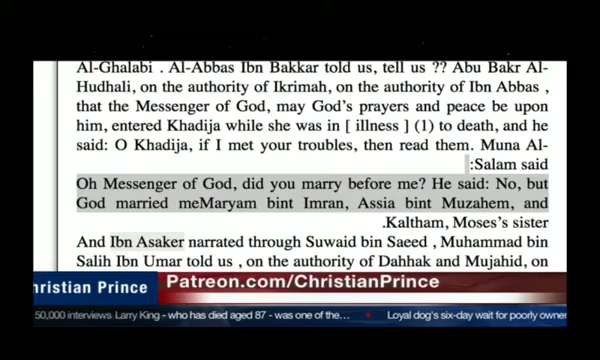 Al-Ghalabi . Al-Abbas Ibn Bakkar told us, tell us ?? Abu Bakr Al-
Hudhali, on the authority of Ikrimah, on the authority of Ibn Abbas ,
that the Messenger of God, may God's prayers and peace be upon
him, entered Khadija while she was in [ illness ] (1) to death, and he
said: O Khadija, if I met your troubles, then read them. Muna Al-
:Salam said
Oh Messenger of God, did you marry before me? He said: No, but
God married meMaryam bint Imran, Assia bint Muzahem, and
.Kaltham, Moses's sister
And Ibn Asaker narrated through Suwaid bin Saeed , Muhammad bin
Salih Ibn Umar told us , on the authority of Dahhak and Mujahid, on
hristian Prince
Patreon.com/ChristianPrince
50,000 interviews Larry King - who has died aged 87 - was one of the... Loyal dog's six-day wait for poorly owner